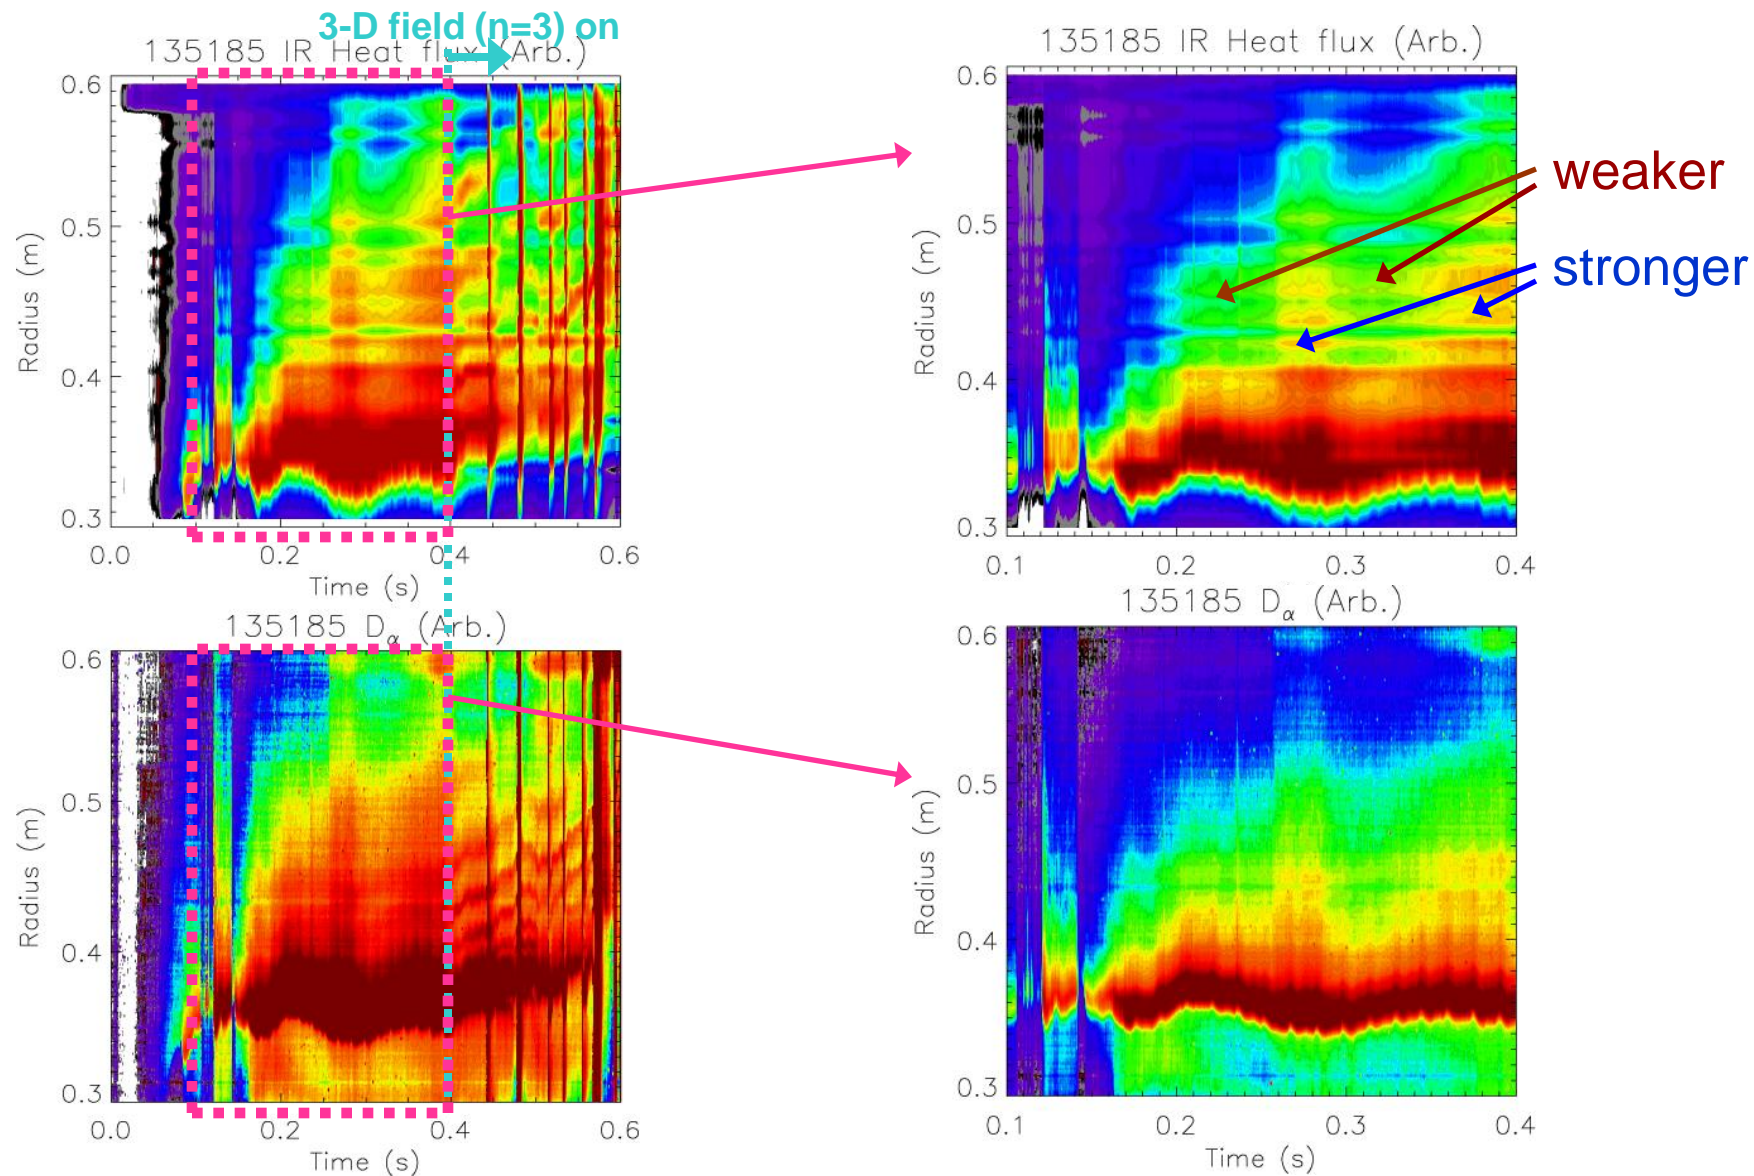 3-D field (n=3) on
135185 IR Heat flux (Arb.)
0.6
0.5
0.4
0.3
Radius (m)
0.0 0.2 0.4 0.6
Time (s)
135185 IR Heat flux (Arb.)
0.6
0.5
0.4
0.3
Radius (m)
0.1 0.2 0.3 0.4
weaker
stronger
135185 Dα (Arb.)
0.6
0.5
0.4
0.3
Radius (m)
0.0 0.2 0.4 0.6
Time (s)
135185 Dα (Arb.)
0.6
0.5
0.4
0.3
Radius (m)
0.1 0.2 0.3 0.4
Time (s)